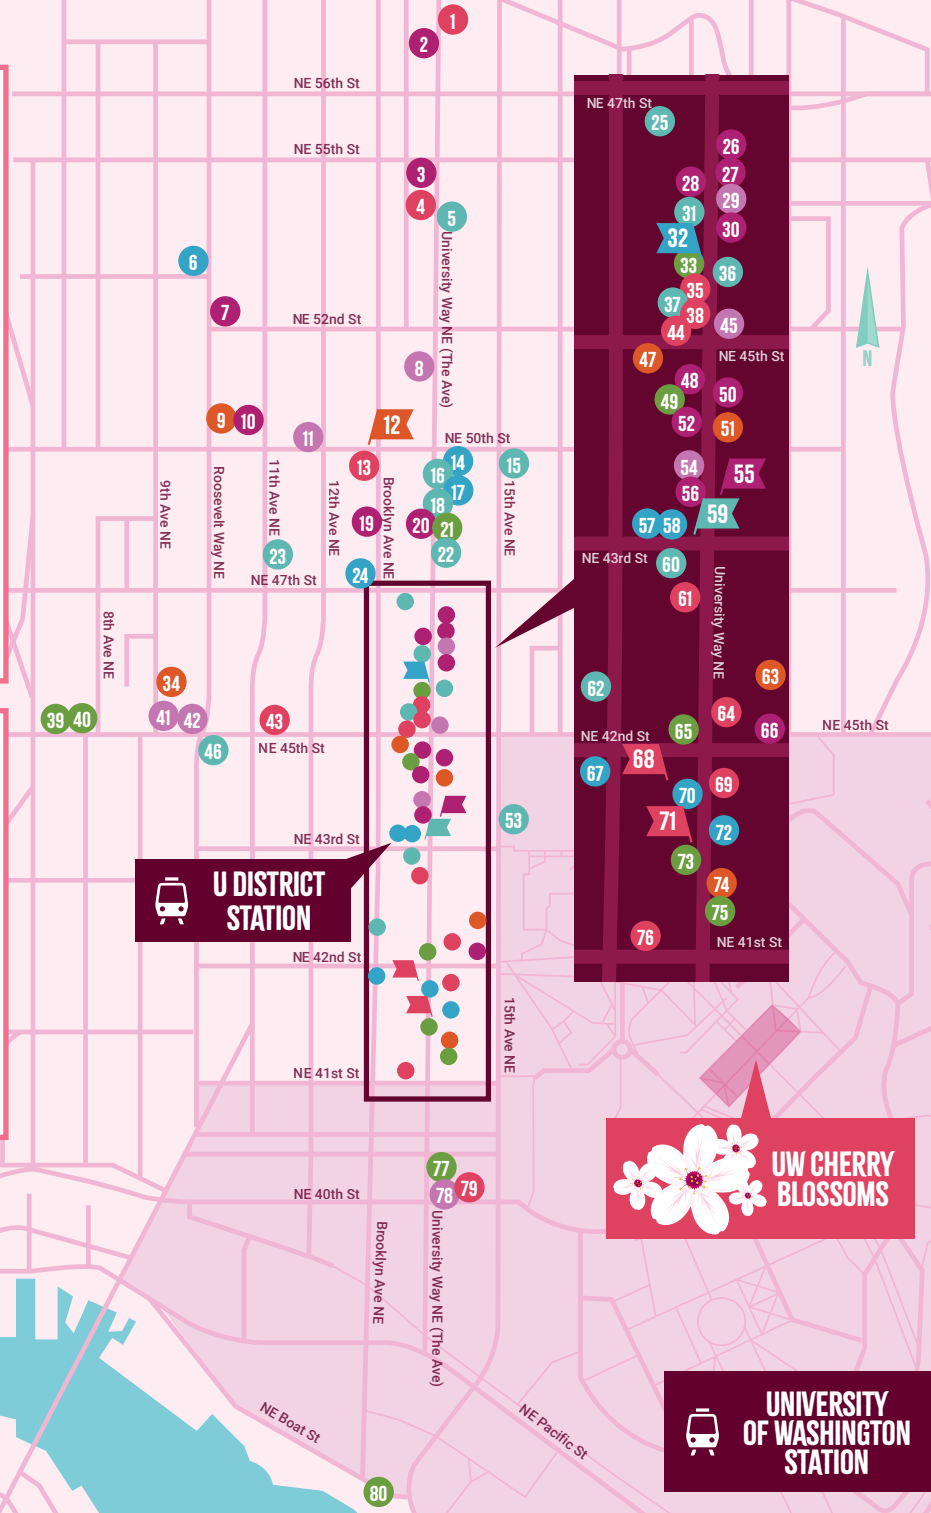 1
2
NE 56th St
NE 47th St
25
26
NE 55th St
3
27
28
29
4
5
31
30
University Way NE (The Ave)
32
6
33
36
35
37
7
38
NE 52nd St
45
44
N
47
NE 45th St
8
48
50
49
9
10
12
52
51
11
NE 50th St
13
14
15
16
54
55
17
56
18
9th Ave NE
Roosevelt Way NE
11th Ave NE
12th Ave NE
Brooklyn Ave NE
15th Ave NE
19
20
21
59
57
58
23
22
NE 43rd St
60
24
NE 47th St
61
University Way NE
8th Ave NE
34
63
62
39
40
41
42
43
64
65
66
NE 45th St
NE 42nd St
46
NE 45th St
68
67
69
70
53
71
72
NE 43rd St
73
U DISTRICT
STATION
74
75
76
NE 41st St
NE 42nd St
15th Ave NE
NE 41st St
UW CHERRY
BLOSSOMS
77
78
79
NE 40th St
Brooklyn Ave NE
University Way NE (The Ave)
NE Boat St
NE Pacific St
UNIVERSITY
OF WASHINGTON
STATION
80